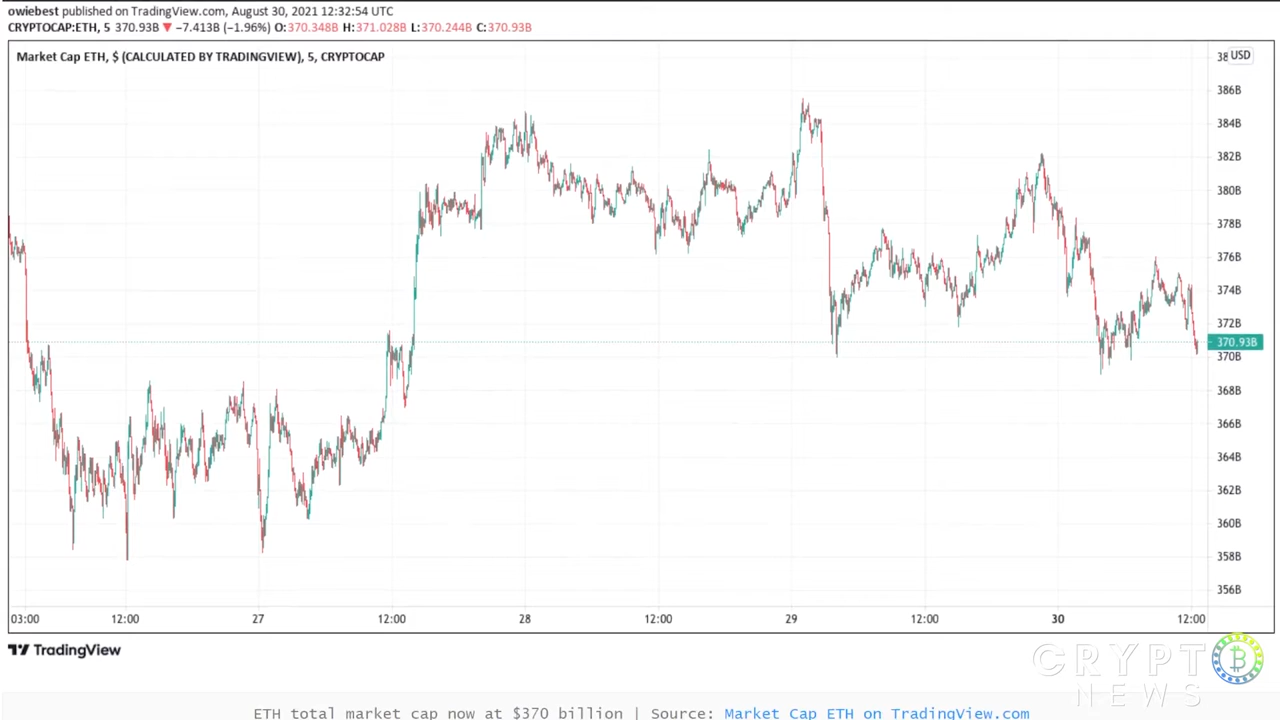 owiebest published on TradingView.com, August 30, 2021 12:32:54 UTC
CRYPTOCAP:ETH, 5 370.93B ▼ −7.413B (−1.96%) O:370.348B H:371.028B L:370.244B C:370.93B
Market Cap ETH, $ (CALCULATED BY TRADINGVIEW), 5, CRYPTOCAP
USD
386B
384B
382B
380B
378B
376B
374B
372B
370.93B
370B
368B
366B
364B
362B
360B
358B
356B
03:00 12:00 27 12:00 28 12:00 29 12:00 30 12:00
TradingView
CRYPT
NEWS
ETH total market cap now at $370 billion | Source: Market Cap ETH on TradingView.com